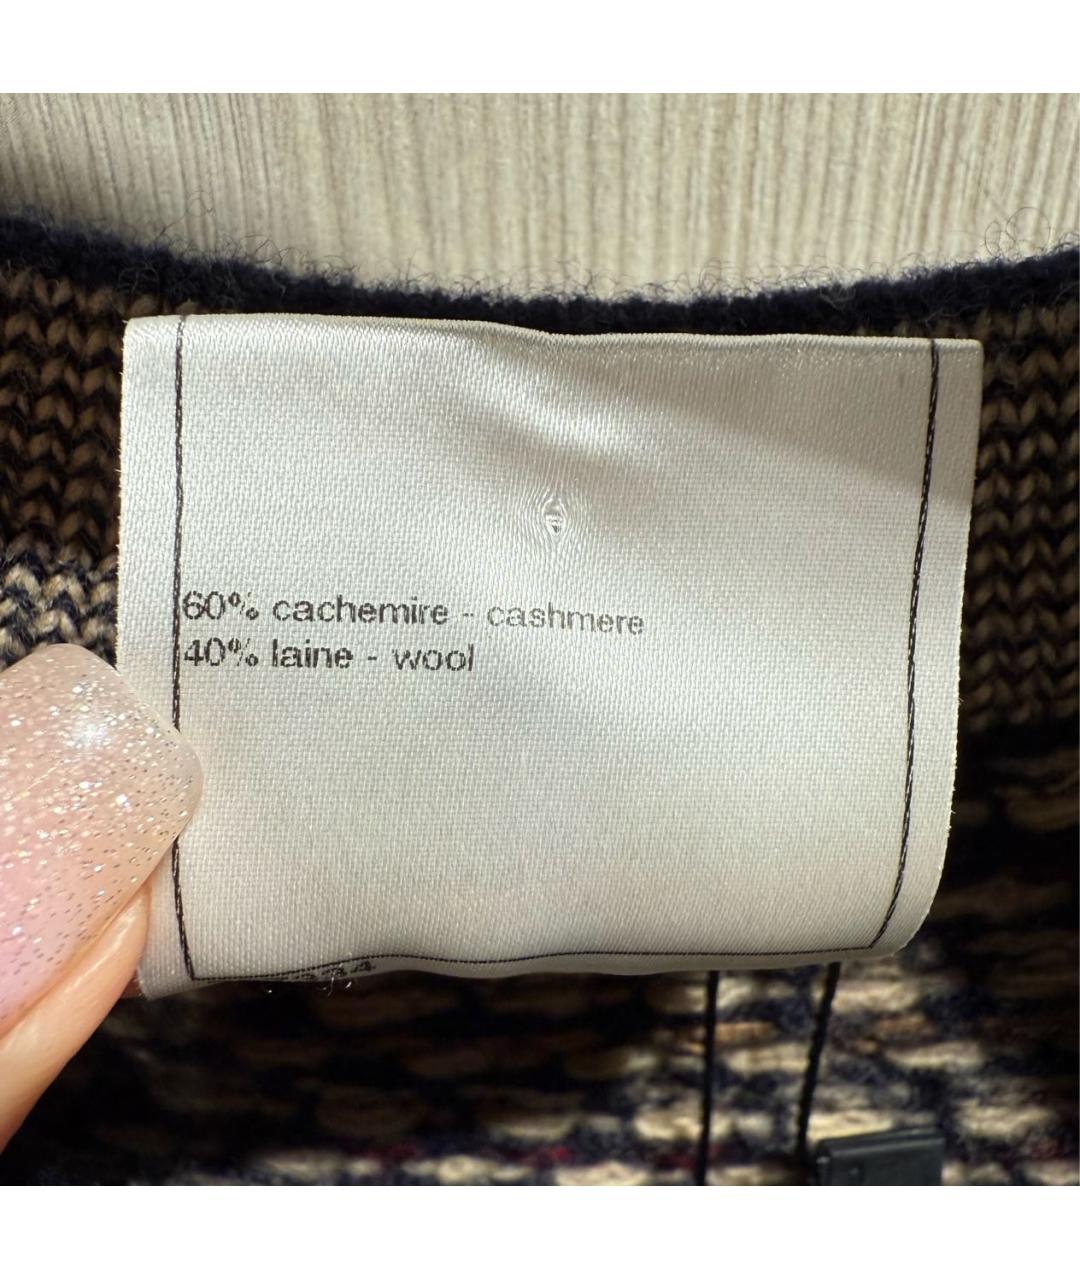 60% cachemire - cashmere
40% laine - wool